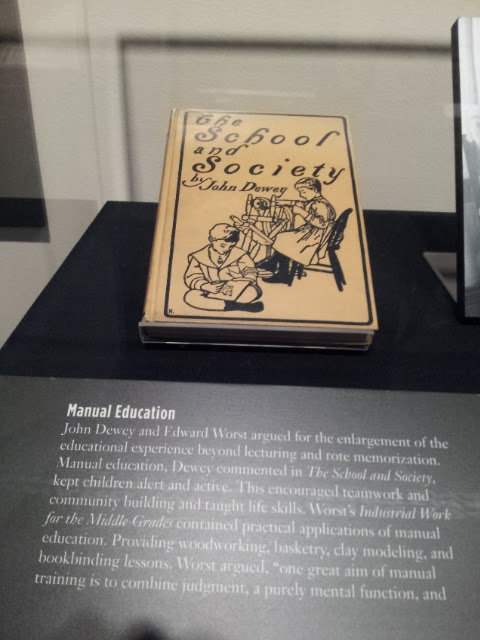 The
School
and
Society
by John Dewey
Manual Education
John Dewey and Edward Worst argued for the enlargement of the
educational experience beyond lecturing and rote memorization.
Manual education, Dewey commented in The School and Society,
kept children alert and active. This encouraged teamwork and
community building and taught life skills. Worst's Industrial Work
for the Middle Grades contained practical applications of manual
education. Providing woodworking, basketry, clay modeling, and
bookbinding lessons. Worst argued, "one great aim of manual
training is to combine judgment, a purely mental function, and